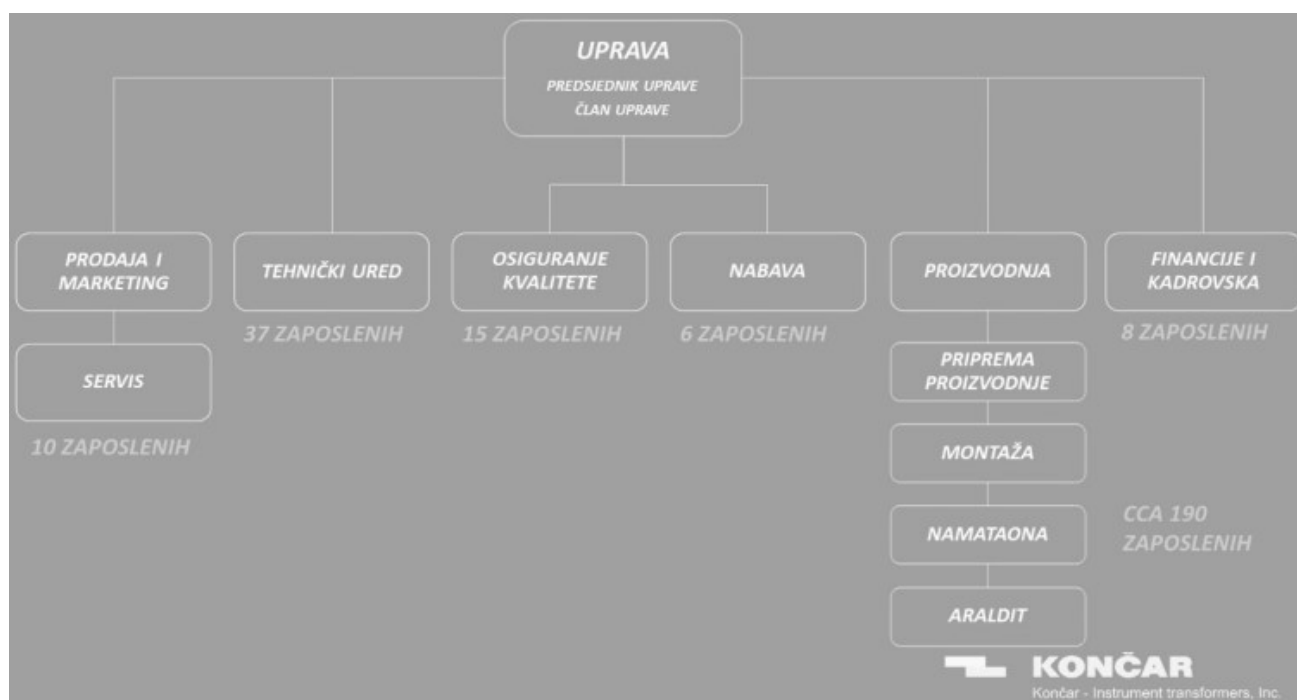 UPRAVA
PREDSJEDNIK UPRAVE
ČLAN UPRAVE
PRODAJA I
MARKETING
TEHNIČKI URED
OSIGURANJE
KVALITETE
NABAVA
PROIZVODNJA
FINANCIJE I
KADROVSKA
37 ZAPOSLENIH
15 ZAPOSLENIH
6 ZAPOSLENIH
8 ZAPOSLENIH
SERVIS
10 ZAPOSLENIH
PRIPREMA
PROIZVODNJE
MONTAŽA
NAMATAONA
CCA 190
ZAPOSLENIH
ARALDIT
KONČAR
Končar - Instrument transformers, Inc.